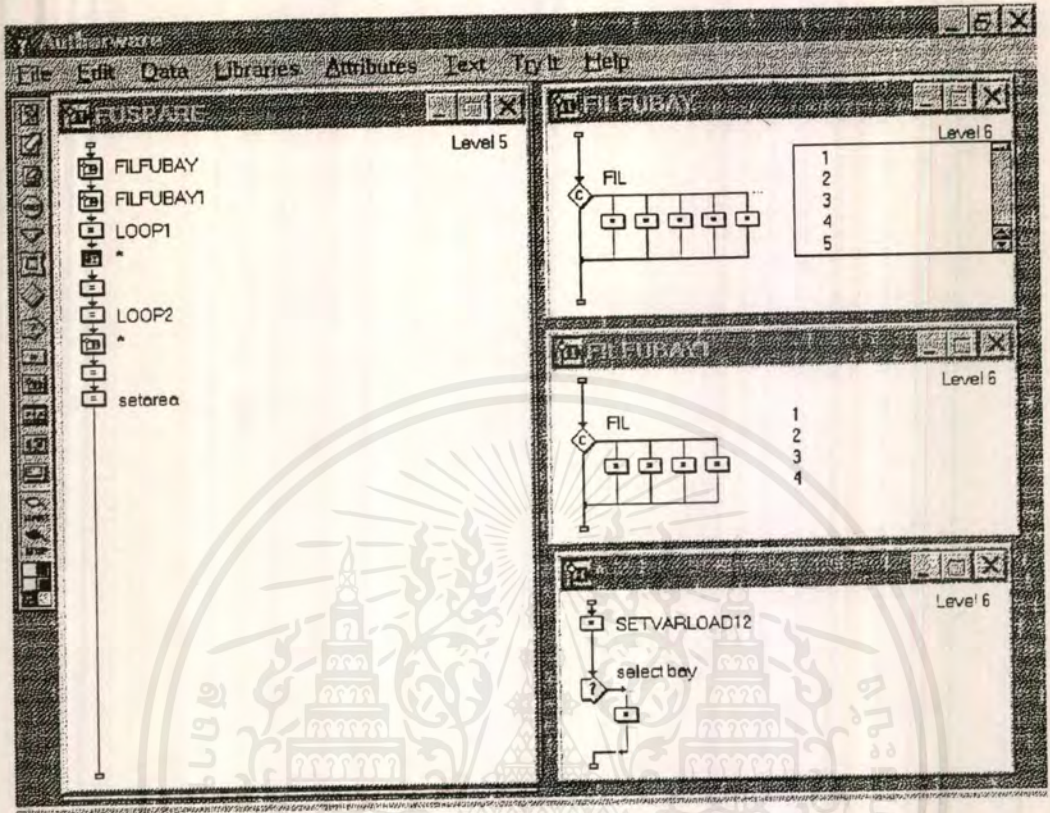 Authorware
File Edit Data Libraries Attributes Text Try It Help
FUSPARE
Level 5
FILFUBAY
FILFUBAY1
LOOP1
*
=
=
LOOP2
*
=
=
setarea
FILFUBAY
Level 6
FIL
C
1
2
3
4
5
FILFUBAY1
Level 6
FIL
C
1
2
3
4
Level 6
SETVARLOAD12
select bay
?